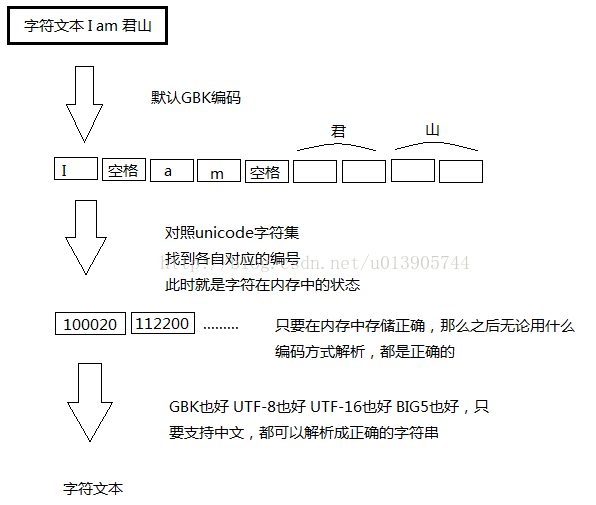 字符文本 I am 君山
默认GBK编码
君 山
I 空格 a m 空格
对照unicode字符集
找到各自对应的编号
http://blog.csdn.net/u013905744
此时就是字符在内存中的状态
100020 112200 .........
只要在内存中存储正确，那么之后无论用什么
编码方式解析，都是正确的
GBK也好 UTF-8也好 UTF-16也好 BIG5也好，只
要支持中文，都可以解析成正确的字符串
字符文本